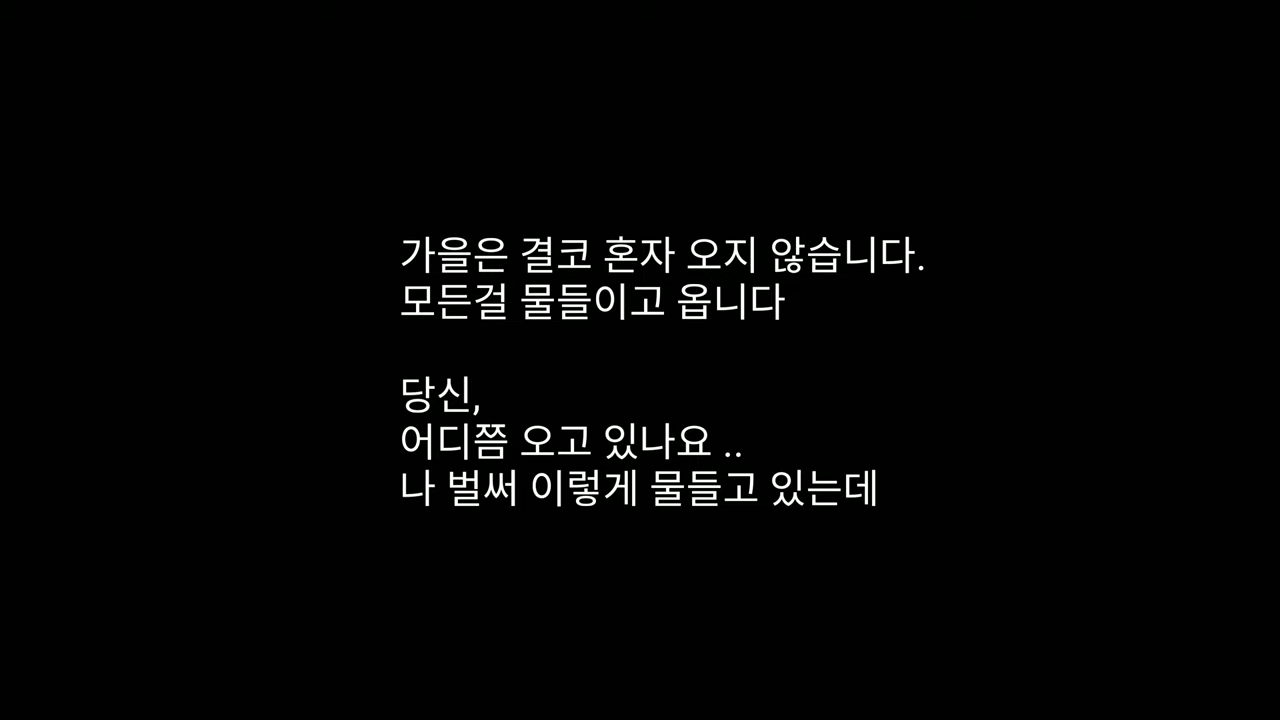 가을은 결코 혼자 오지 않습니다.
모든걸 물들이고 옵니다
당신,
어디쯤 오고 있나요 ..
나 벌써 이렇게 물들고 있는데